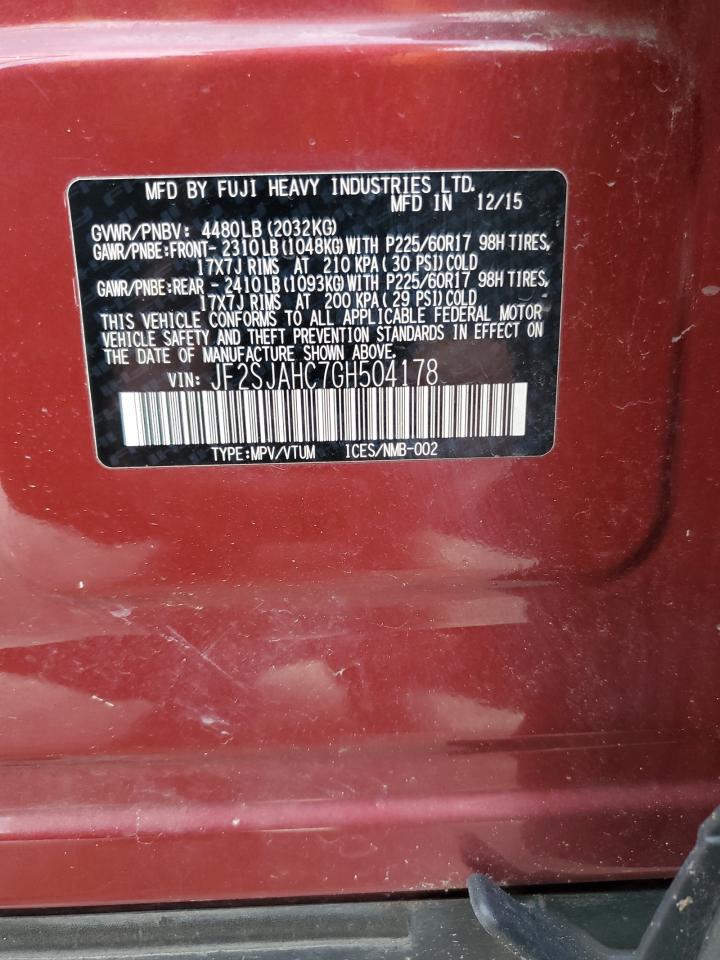 MFD BY FUJI HEAVY INDUSTRIES LTD.
MFD IN 12/15
GVWR/PNBV: 4480LB(2032KG)
GAWR/PNBE:FRONT- 2310LB(1048KG)WITH P225/60R17 98H TIRES,
17X7J RIMS AT 210 KPA(30 PSI)COLD
GAWR/PNBE:REAR - 2410LB(1093KG)WITH P225/60R17 98H TIRES,
17X7J RIMS AT 200 KPA(29 PSI)COLD
THIS VEHICLE CONFORMS TO ALL APPLICABLE FEDERAL MOTOR
VEHICLE SAFETY AND THEFT PREVENTION STANDARDS IN EFFECT ON
THE DATE OF MANUFACTURE SHOWN ABOVE.
VIN: JF2SJAHC7GH504178
TYPE:MPV/VTUM ICES/NMB-002